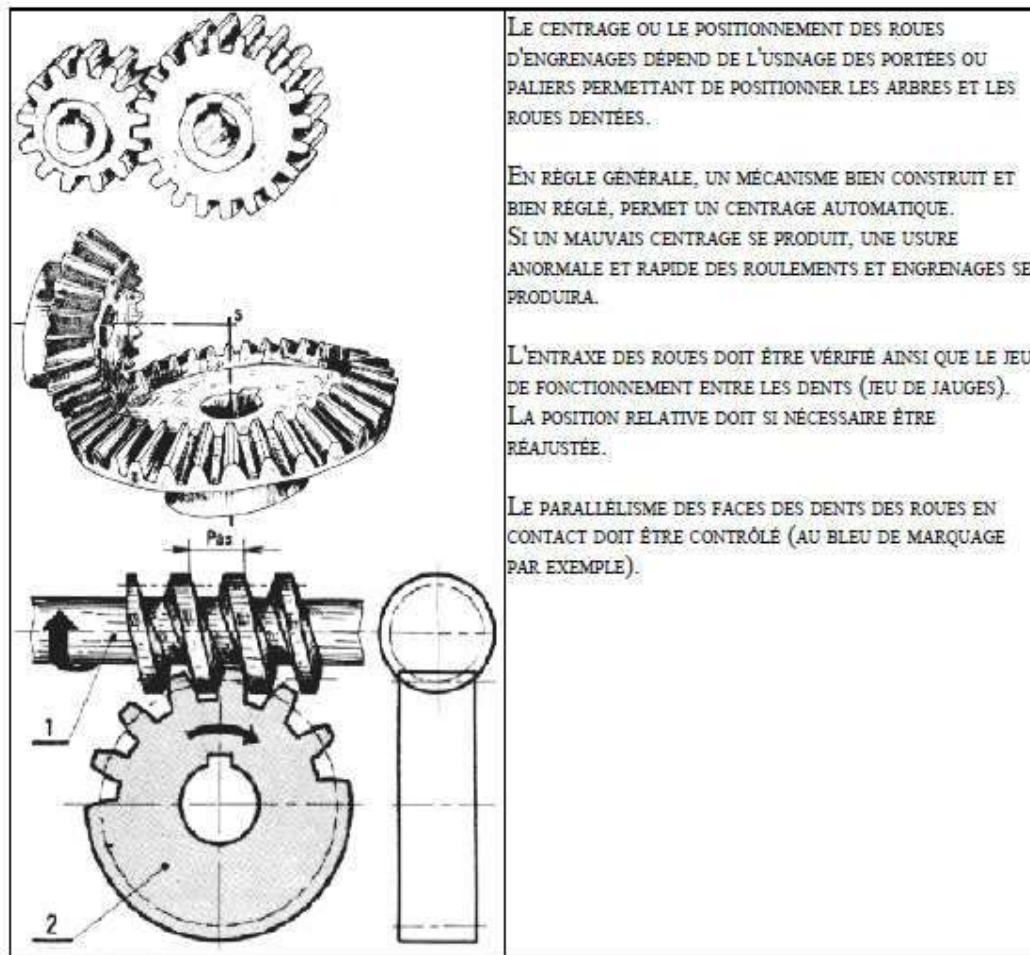 LE CENTRAGE OU LE POSITIONNEMENT DES ROUES
D'ENGRENAGES DÉPEND DE L'USINAGE DES PORTÉES OU
PALIERS PERMETTANT DE POSITIONNER LES ARBRES ET LES
ROUES DENTÉES.
EN RÈGLE GÉNÉRALE, UN MÉCANISME BIEN CONSTRUIT ET
BIEN RÉGLÉ, PERMET UN CENTRAGE AUTOMATIQUE.
SI UN MAUVAIS CENTRAGE SE PRODUIT, UNE USURE
ANORMALE ET RAPIDE DES ROULEMENTS ET ENGRENAGES SE
PRODUIRA.
L'ENTRAXE DES ROUES DOIT ÊTRE VÉRIFIÉ AINSI QUE LE JEU
DE FONCTIONNEMENT ENTRE LES DENTS (JEU DE JAUGES).
LA POSITION RELATIVE DOIT SI NÉCESSAIRE ÊTRE
RÉAJUSTÉE.
LE PARALLÉLISME DES FACES DES DENTS DES ROUES EN
CONTACT DOIT ÊTRE CONTRÔLÉ (AU BLEU DE MARQUAGE
PAR EXEMPLE).
S
Pas
1
2